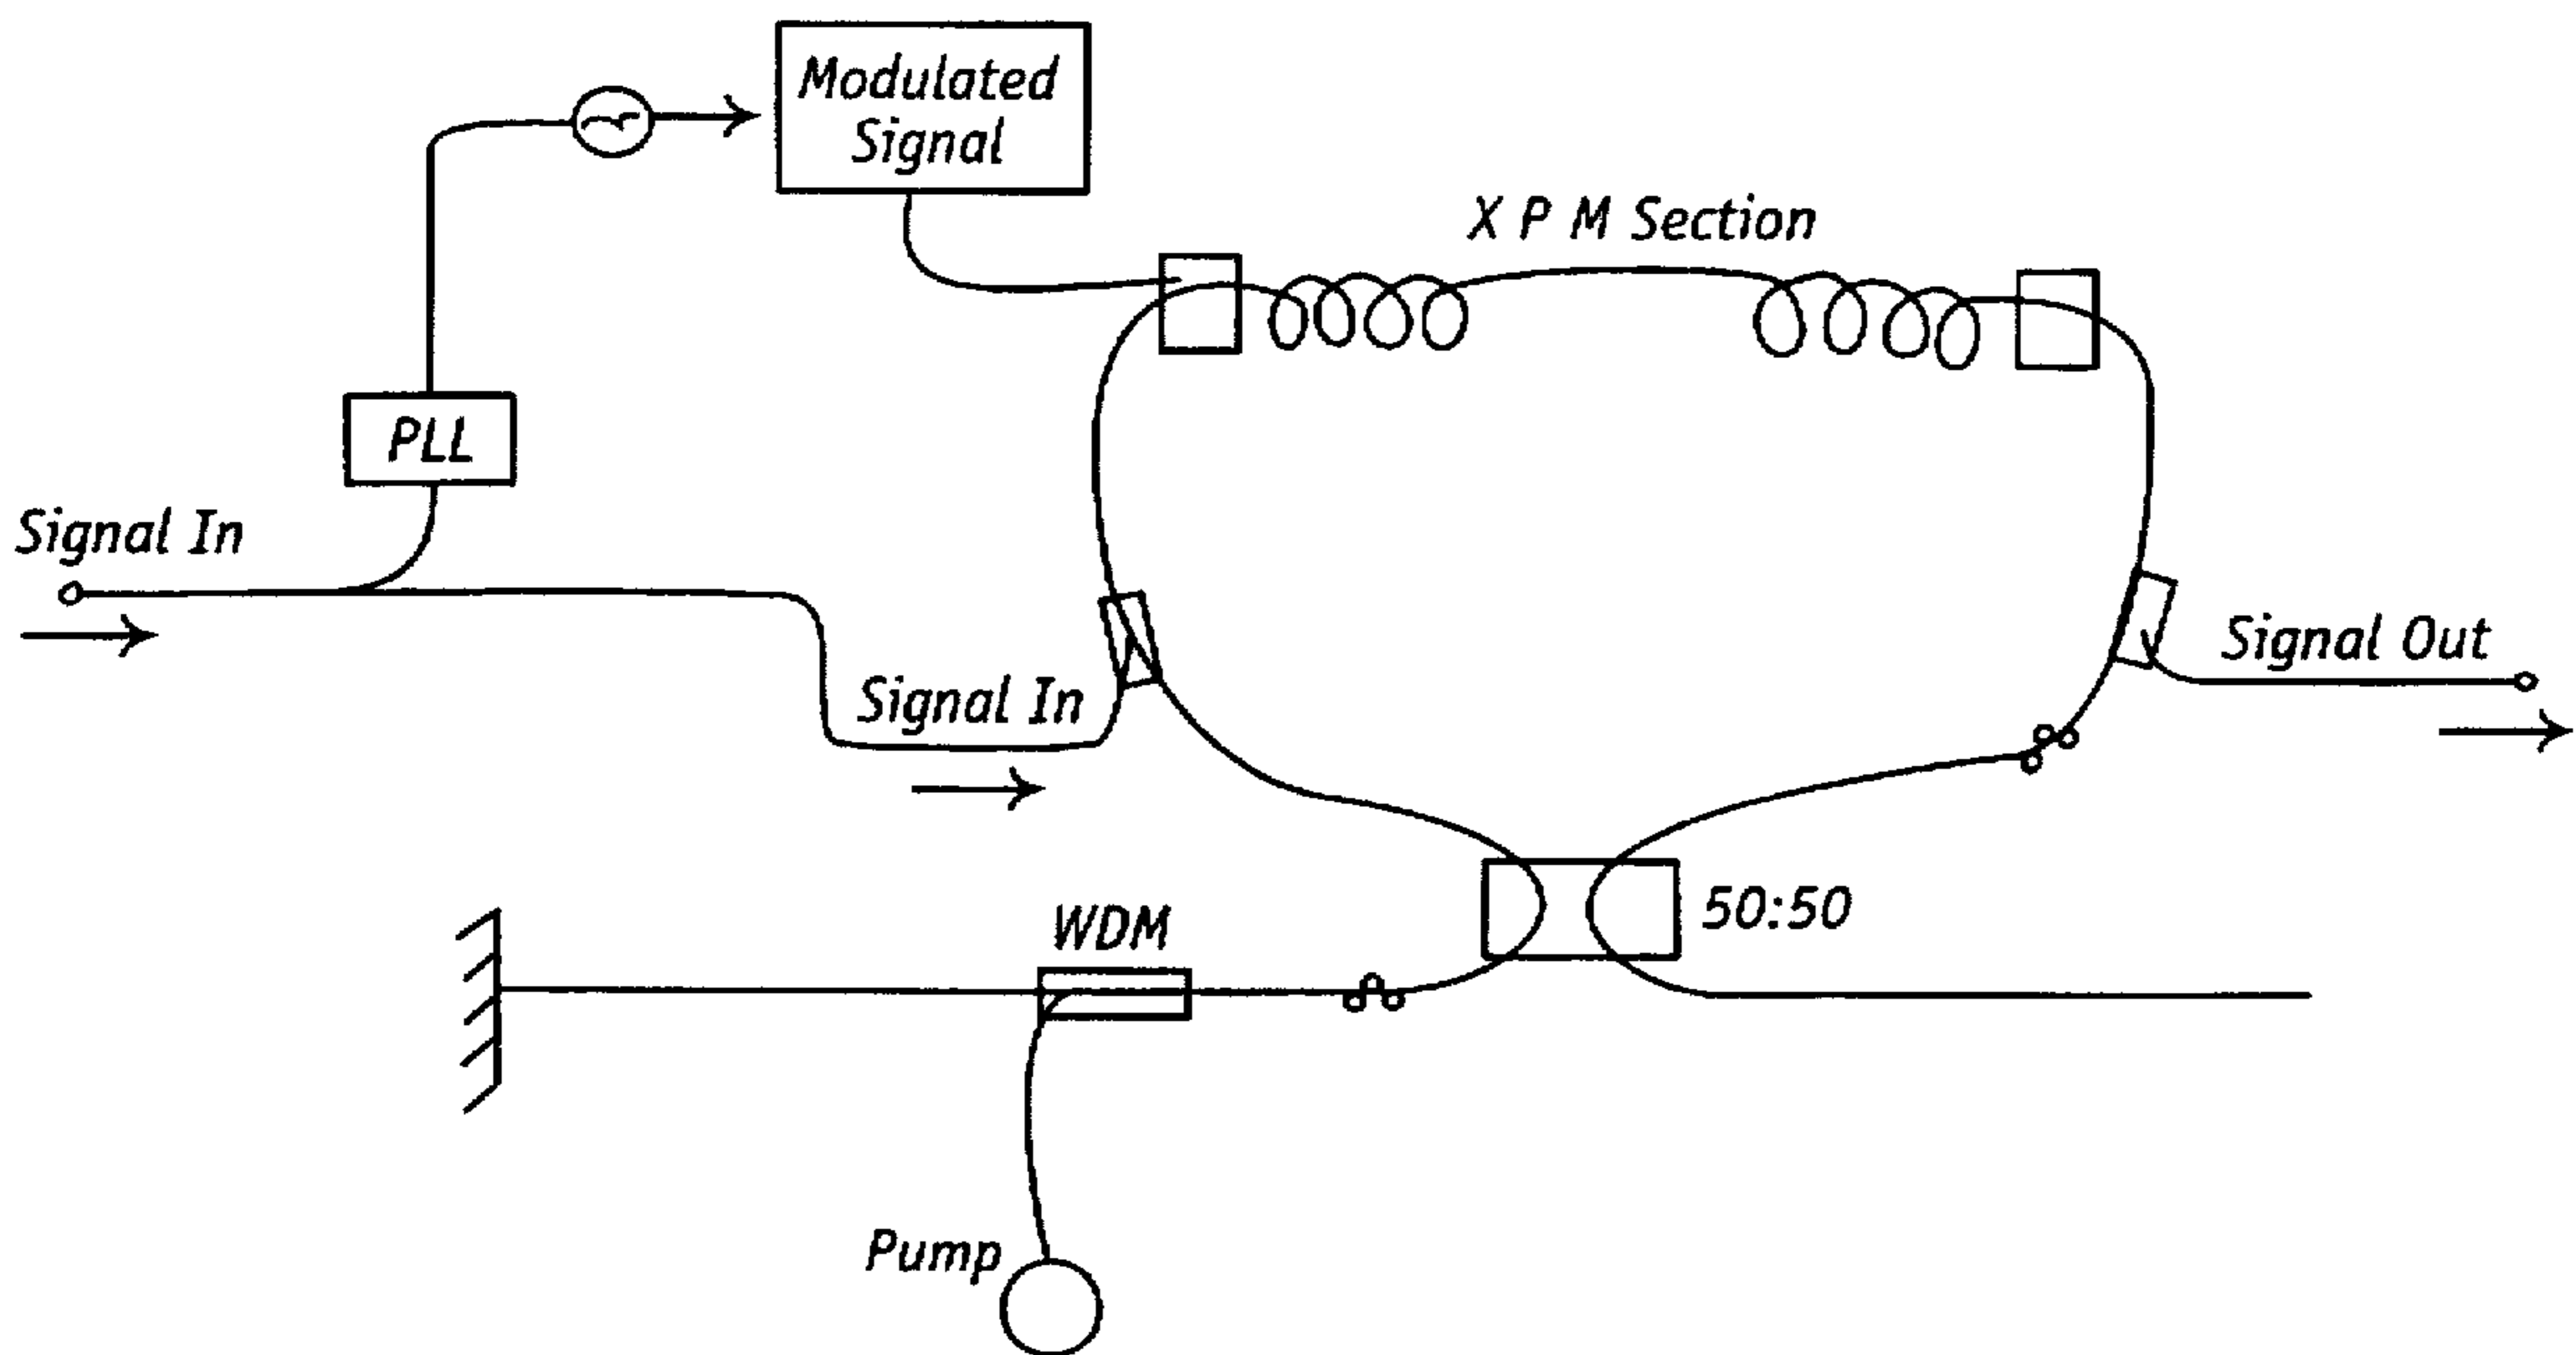 Modulated
Signal
X P M Section
PLL
Signal In
Signal In
Signal Out
50:50
WDM
Pump